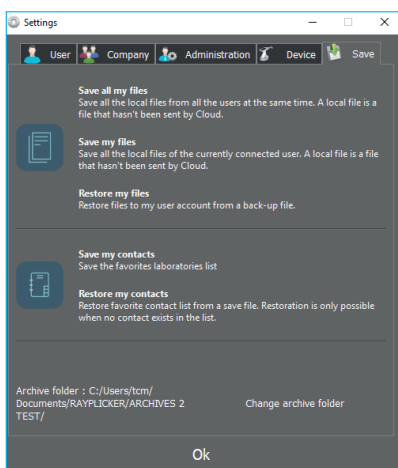 Settings
User Company Administration Device Save
Save all my files
Save all the local files from all the users at the same time. A local file is a
file that hasn't been sent by Cloud.
Save my files
Save all the local files of the currently connected user. A local file is a file
that hasn't been sent by Cloud.
Restore my files
Restore files to my user account from a back-up file.
Save my contacts
Save the favorites laboratories list
Restore my contacts
Restore favorite contact list from a save file. Restoration is only possible
when no contact exists in the list.
Archive folder : C:/Users/tcm/
Documents/RAYPLICKER/ARCHIVES 2
TEST/
Change archive folder
Ok